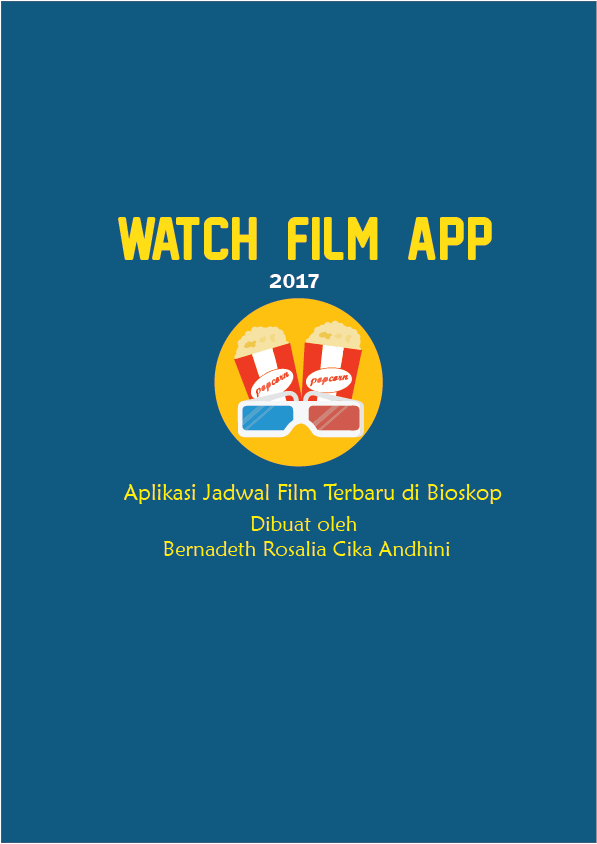 WATCH FILM APP
2017
popcorn popcorn
Aplikasi Jadwal Film Terbaru di Bioskop
Dibuat oleh
Bernadeth Rosalia Cika Andhini